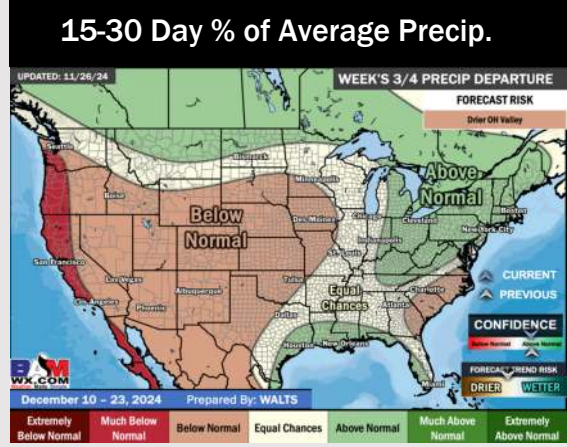 15-30 Day % of Average Precip.
UPDATED: 11/26/24
WEEK'S 3/4 PRECIP DEPARTURE
FORECAST RISK
Drier OH Valley
Seattle
Bismarck
Minneapolis
Boise
Above
Normal
Boston
Below
Normal
Des Moines
Chicago
Cleveland
New York City
Indianapolis
San Francisco
St. Louis
Las Vegas
Tulsa
CURRENT
Los Angeles
Albuquerque
Equal
Chances
Charlotte
PREVIOUS
Phoenix
Atlanta
Dallas
CONFIDENCE
Below Normal
Above Normal
Houston
New Orleans
BAM
WX.COM
FORECAST TREND RISK
DRIER
WETTER
Miami
December 10 – 23, 2024
Prepared By: WALTS
Extremely
Below Normal
Much Below
Normal
Below Normal
Equal Chances
Above Normal
Much Above
Normal
Extremely
Above Normal